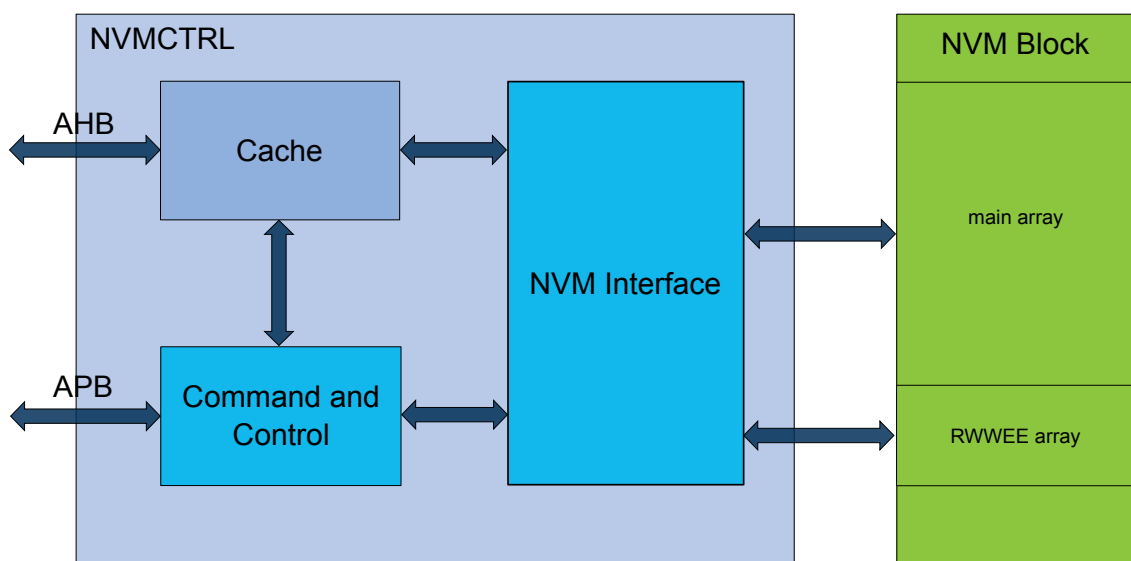 NVMCTRL
NVM Block
AHB
Cache
main array
NVM Interface
APB
Command and
Control
RWWEE array